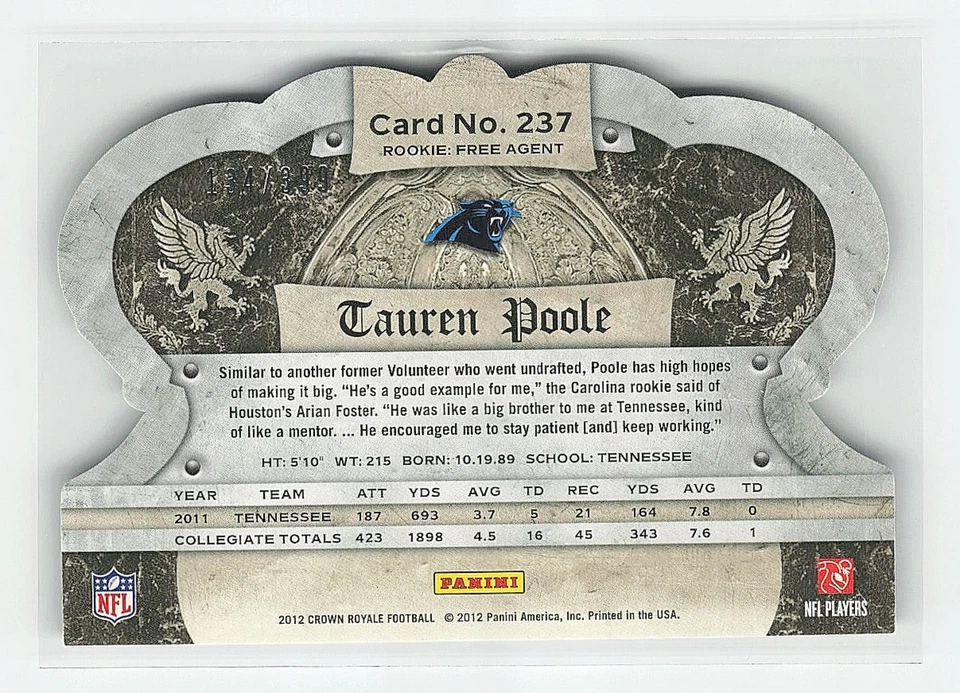 Card No. 237
ROOKIE: FREE AGENT
134/399
Tauren Poole
Similar to another former Volunteer who went undrafted, Poole has high hopes
of making it big. “He's a good example for me,” the Carolina rookie said of
Houston's Arian Foster. “He was like a big brother to me at Tennessee, kind
of like a mentor. ... He encouraged me to stay patient [and] keep working.”
HT: 5'10" WT: 215 BORN: 10.19.89 SCHOOL: TENNESSEE
YEAR TEAM ATT YDS AVG TD REC YDS AVG TD
2011 TENNESSEE 187 693 3.7 5 21 164 7.8 0
COLLEGIATE TOTALS 423 1898 4.5 16 45 343 7.6 1
NFL
PANINI
NFL PLAYERS
2012 CROWN ROYALE FOOTBALL © 2012 Panini America, Inc. Printed in the USA.